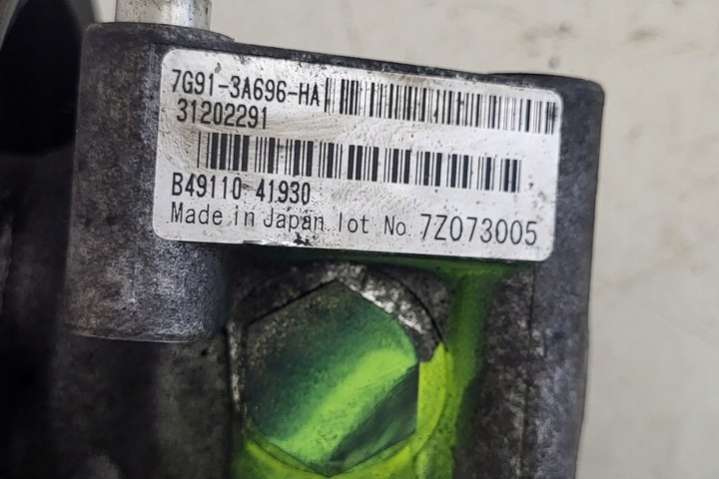 7G91-3A696-HA
31202291
B49110-41930
Made in Japan lot No. 7Z073005